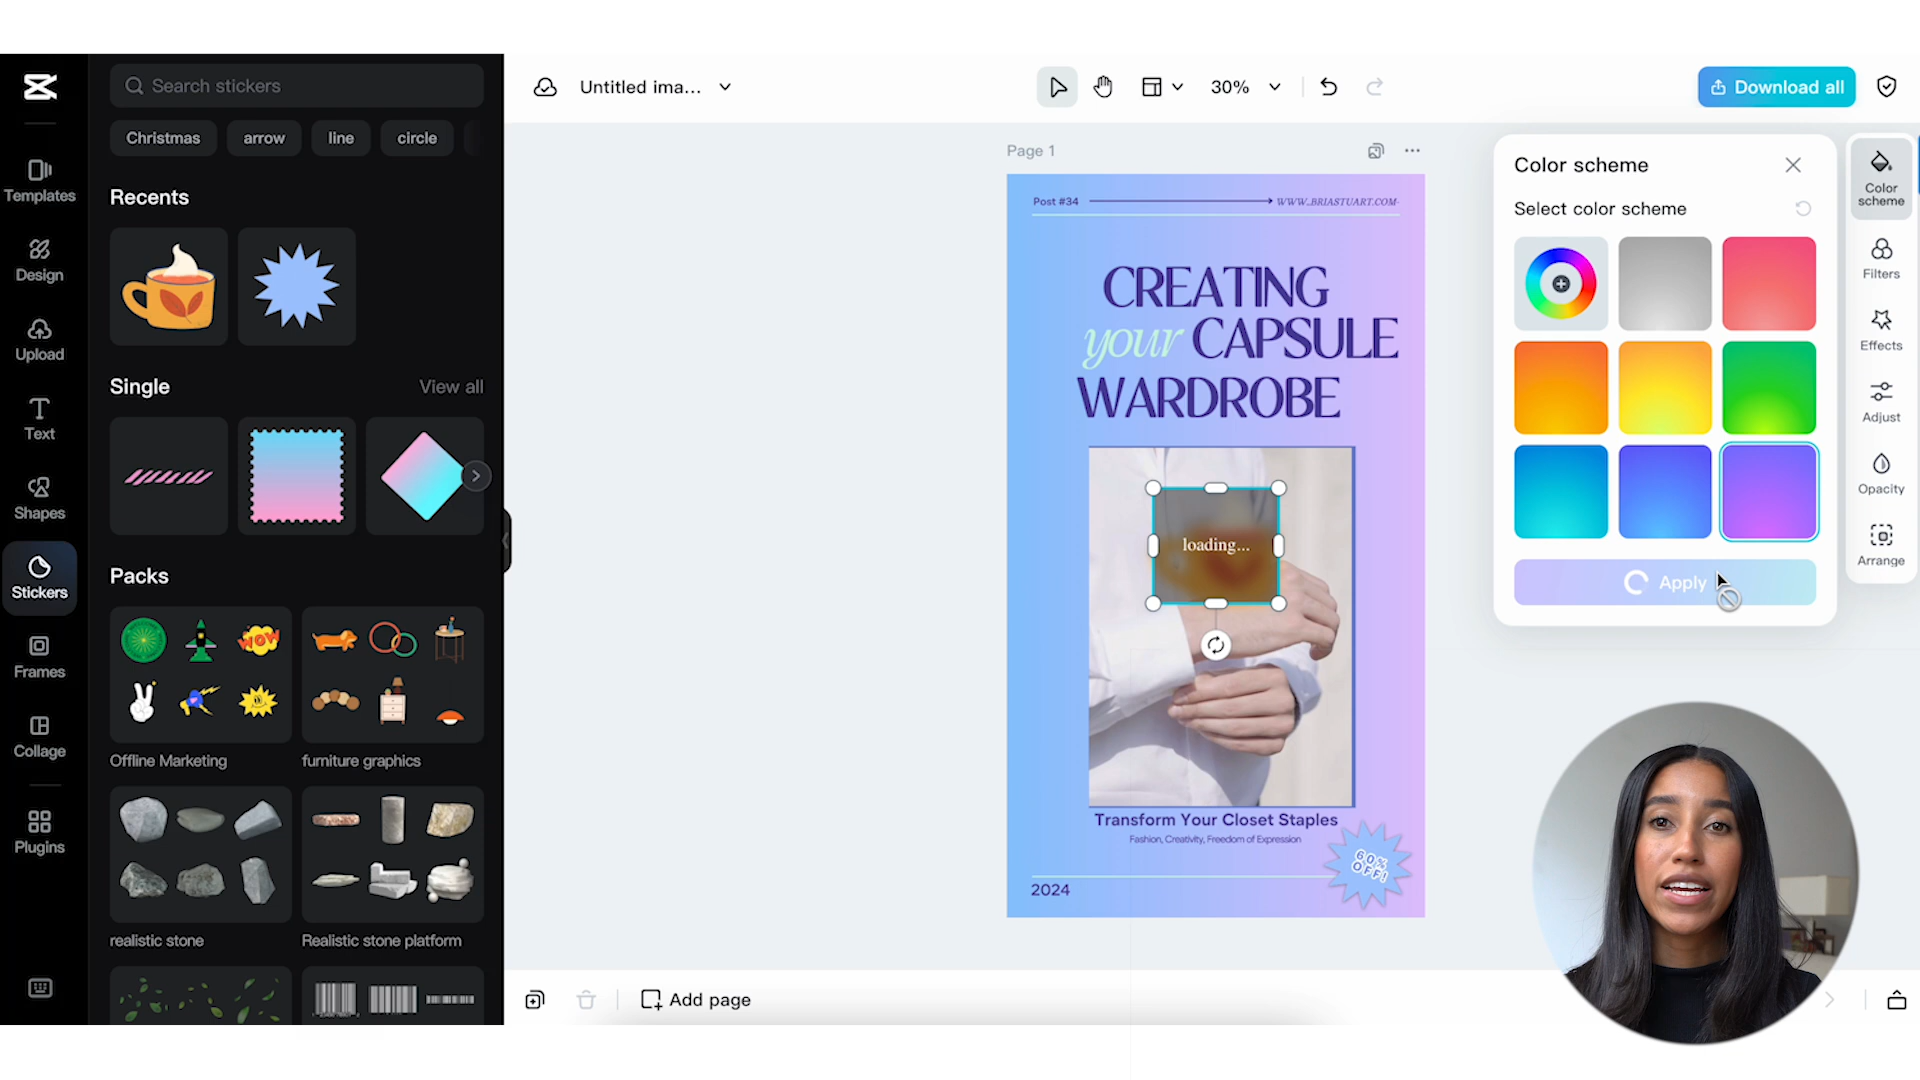 Search stickers
Christmas
arrow
line
circle
Recents
Single
View all
Packs
WOW
Offline Marketing
furniture graphics
realistic stone
Realistic stone platform
Templates
Design
Upload
Text
Shapes
Stickers
Frames
Collage
Plugins
Untitled ima...
30%
Download all
Page 1
Post #34
WWW.BRIASTUART.COM
CREATING
your CAPSULE
WARDROBE
loading...
Transform Your Closet Staples
Fashion, Creativity, Freedom of Expression
60%
OFF!
2024
Add page
Color scheme
Select color scheme
Apply
Color
scheme
Filters
Effects
Adjust
Opacity
Arrange